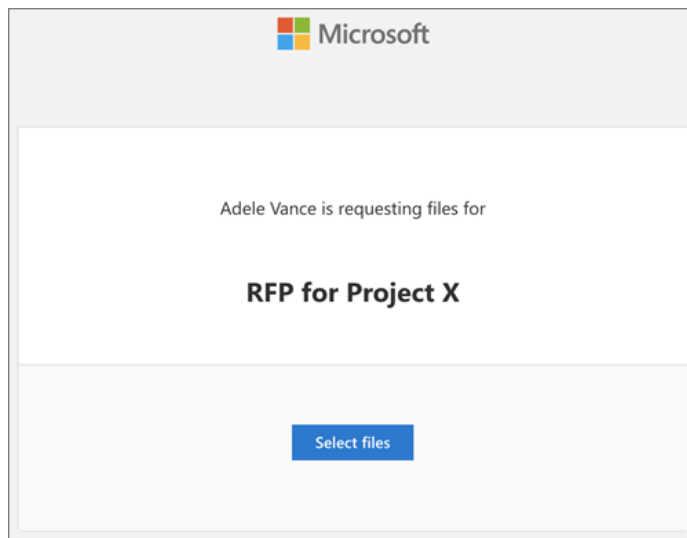 Microsoft
Adele Vance is requesting files for
RFP for Project X
Select files